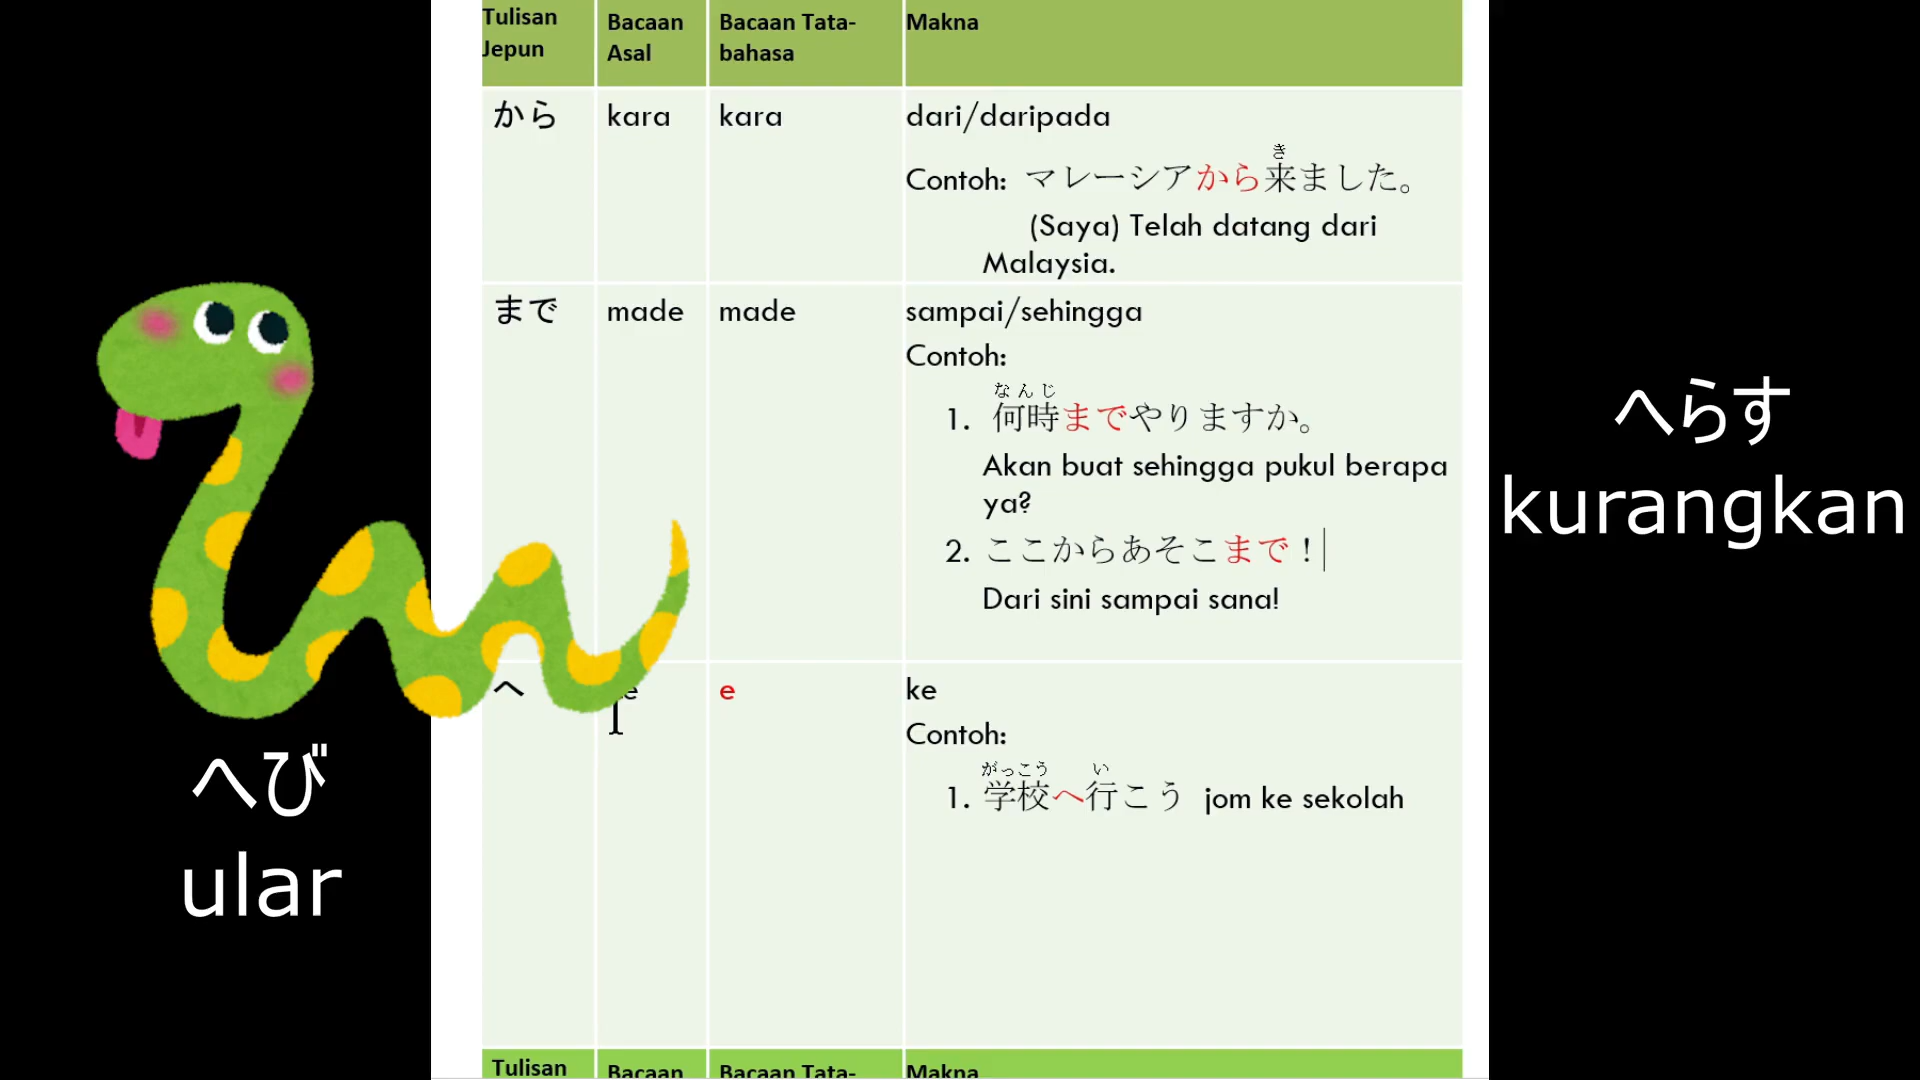 Tulisan Jepun
Bacaan Asal
Bacaan Tata-bahasa
Makna
から
kara
kara
dari/daripada
き
Contoh: マレーシアから来ました。
(Saya) Telah datang dari
Malaysia.
まで
made
made
sampai/sehingga
Contoh:
なんじ
1. 何時までやりますか。
Akan buat sehingga pukul berapa
ya?
2. ここからあそこまで！
Dari sini sampai sana!
へ
e
ke
Contoh:
がっこう い
1. 学校へ行こう jom ke sekolah
Tulisan
Bacaan
Bacaan Tata-
Makna
へび
ular
へらす
kurangkan